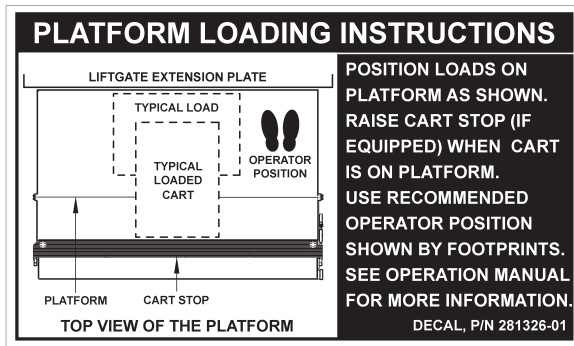 PLATFORM LOADING INSTRUCTIONS
LIFTGATE EXTENSION PLATE
TYPICAL LOAD
TYPICAL
LOADED
CART
OPERATOR
POSITION
PLATFORM
CART STOP
TOP VIEW OF THE PLATFORM
POSITION LOADS ON
PLATFORM AS SHOWN.
RAISE CART STOP (IF
EQUIPPED) WHEN CART
IS ON PLATFORM.
USE RECOMMENDED
OPERATOR POSITION
SHOWN BY FOOTPRINTS.
SEE OPERATION MANUAL
FOR MORE INFORMATION.
DECAL, P/N 281326-01